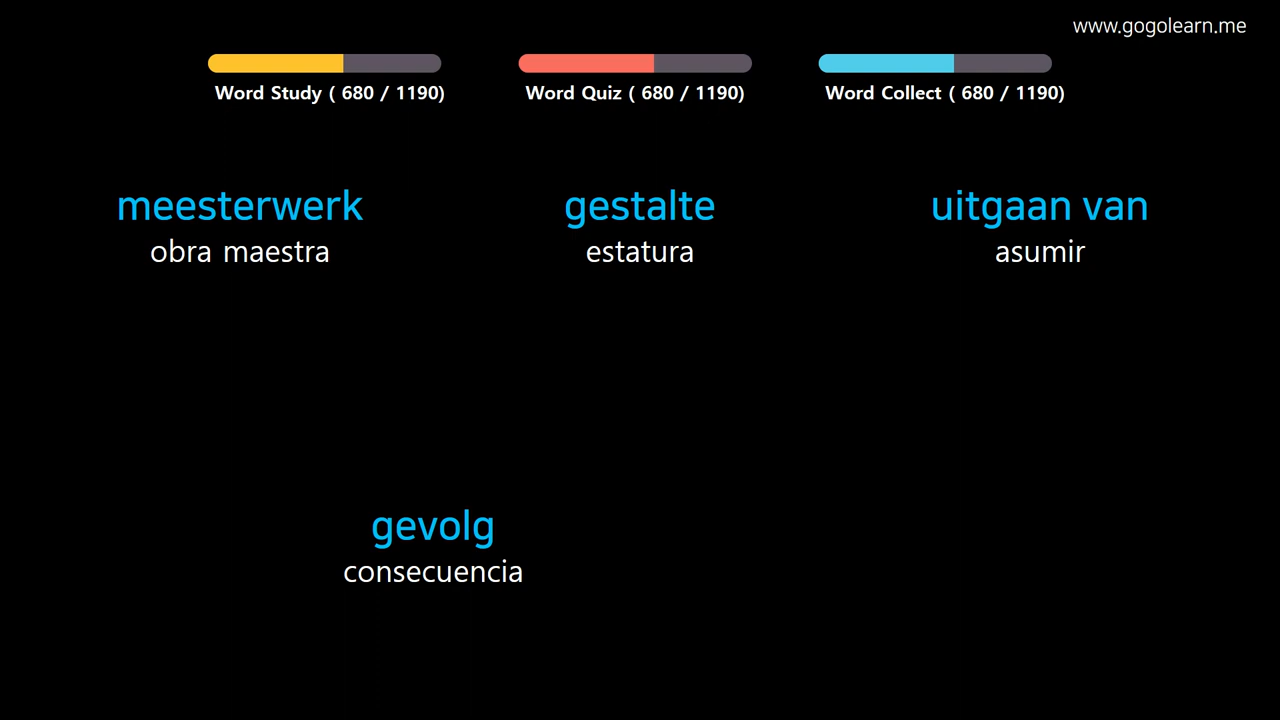 www.gogolearn.me
Word Study ( 680 / 1190)
Word Quiz ( 680 / 1190)
Word Collect ( 680 / 1190)
meesterwerk
obra maestra
gestalte
estatura
uitgaan van
asumir
gevolg
consecuencia